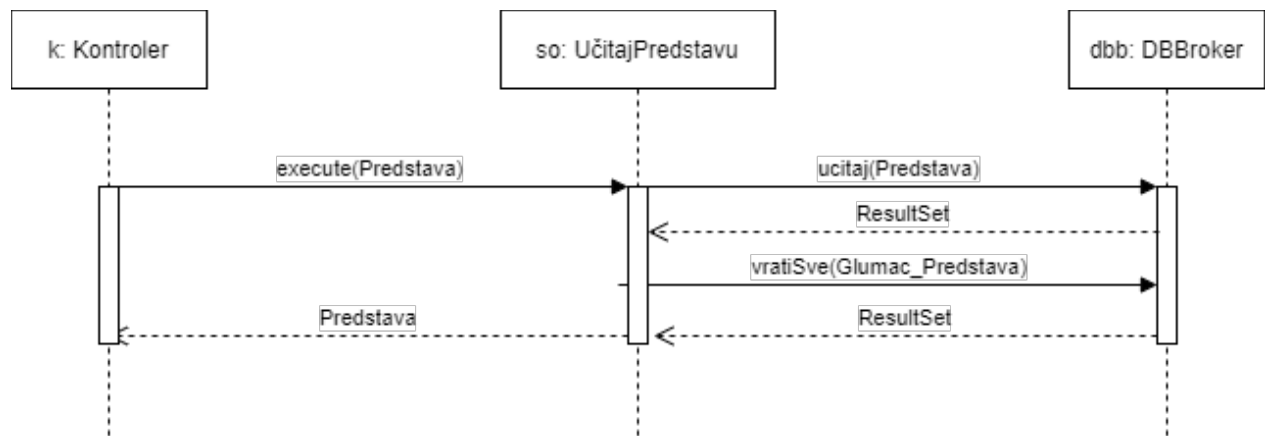 k: Kontroler
so: UčitajPredstavu
dbb: DBBroker
execute(Predstava)
ucitaj(Predstava)
ResultSet
vratiSve(Glumac_Predstava)
Predstava
ResultSet